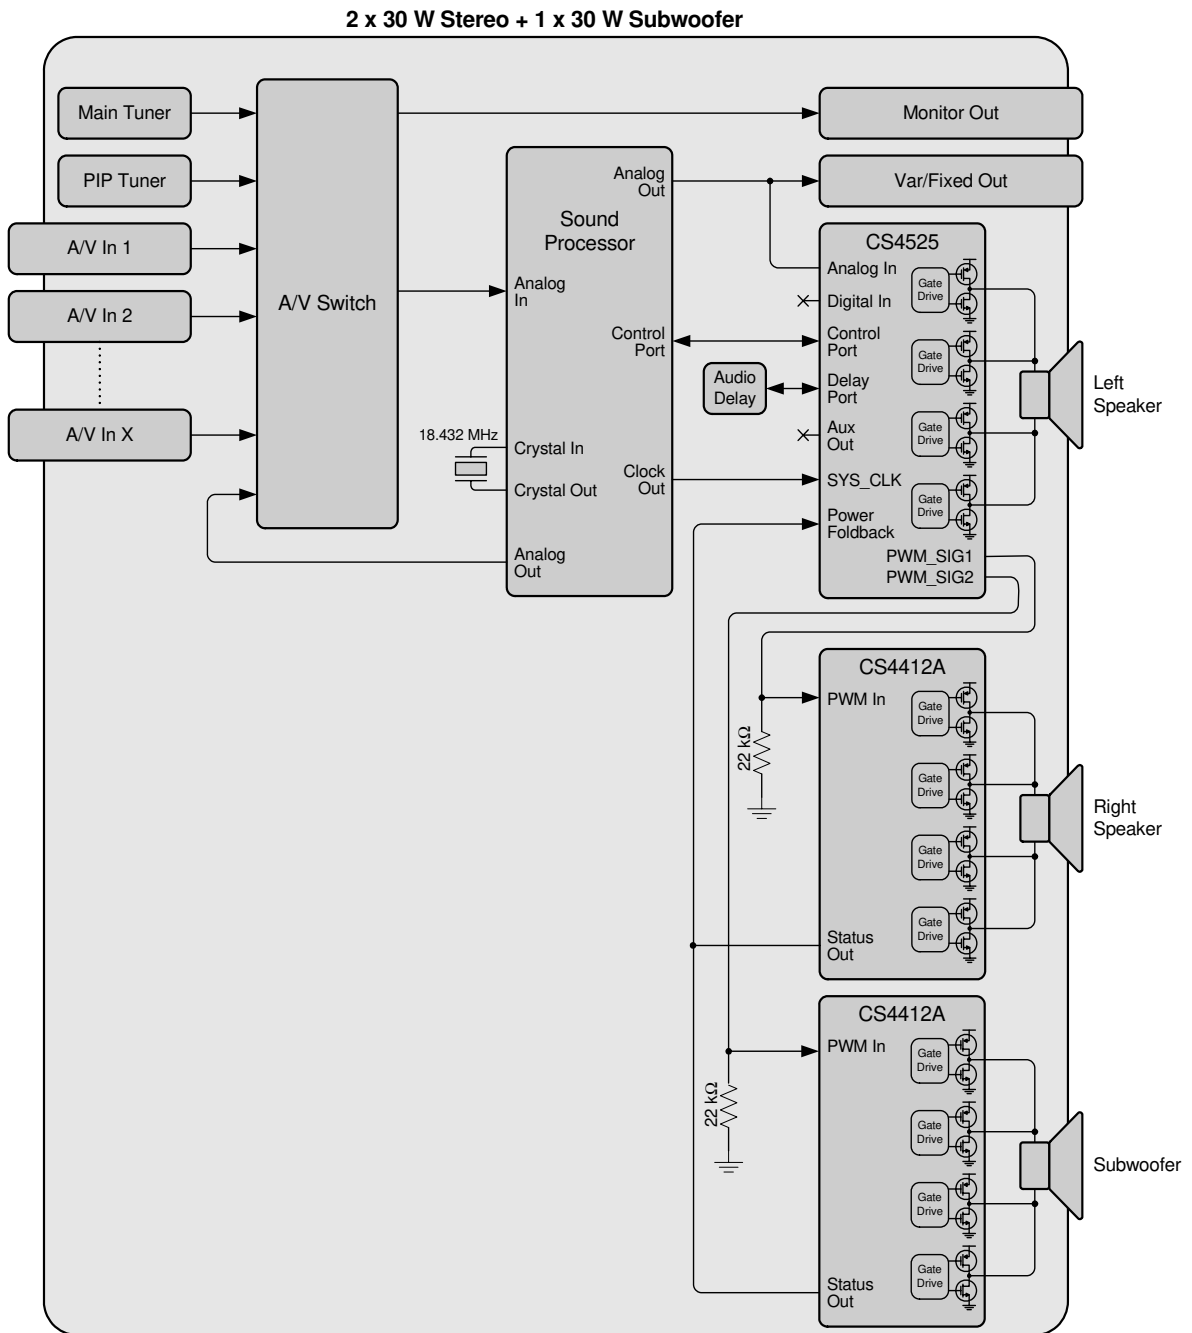 2 x 30 W Stereo + 1 x 30 W Subwoofer
Main Tuner
PIP Tuner
A/V In 1
A/V In 2
A/V In X
A/V Switch
Sound
Processor
Analog
Out
Analog
In
Control
Port
18.432 MHz
Crystal In
Crystal Out
Clock
Out
Analog
Out
Monitor Out
Var/Fixed Out
Audio
Delay
CS4525
Analog In
Digital In
Control
Port
Delay
Port
Aux
Out
SYS_CLK
Power
Foldback
PWM_SIG1
PWM_SIG2
Gate
Drive
Gate
Drive
Gate
Drive
Gate
Drive
Left
Speaker
CS4412A
PWM In
22 kΩ
Status
Out
Gate
Drive
Gate
Drive
Gate
Drive
Gate
Drive
Right
Speaker
CS4412A
PWM In
22 kΩ
Status
Out
Gate
Drive
Gate
Drive
Gate
Drive
Gate
Drive
Subwoofer